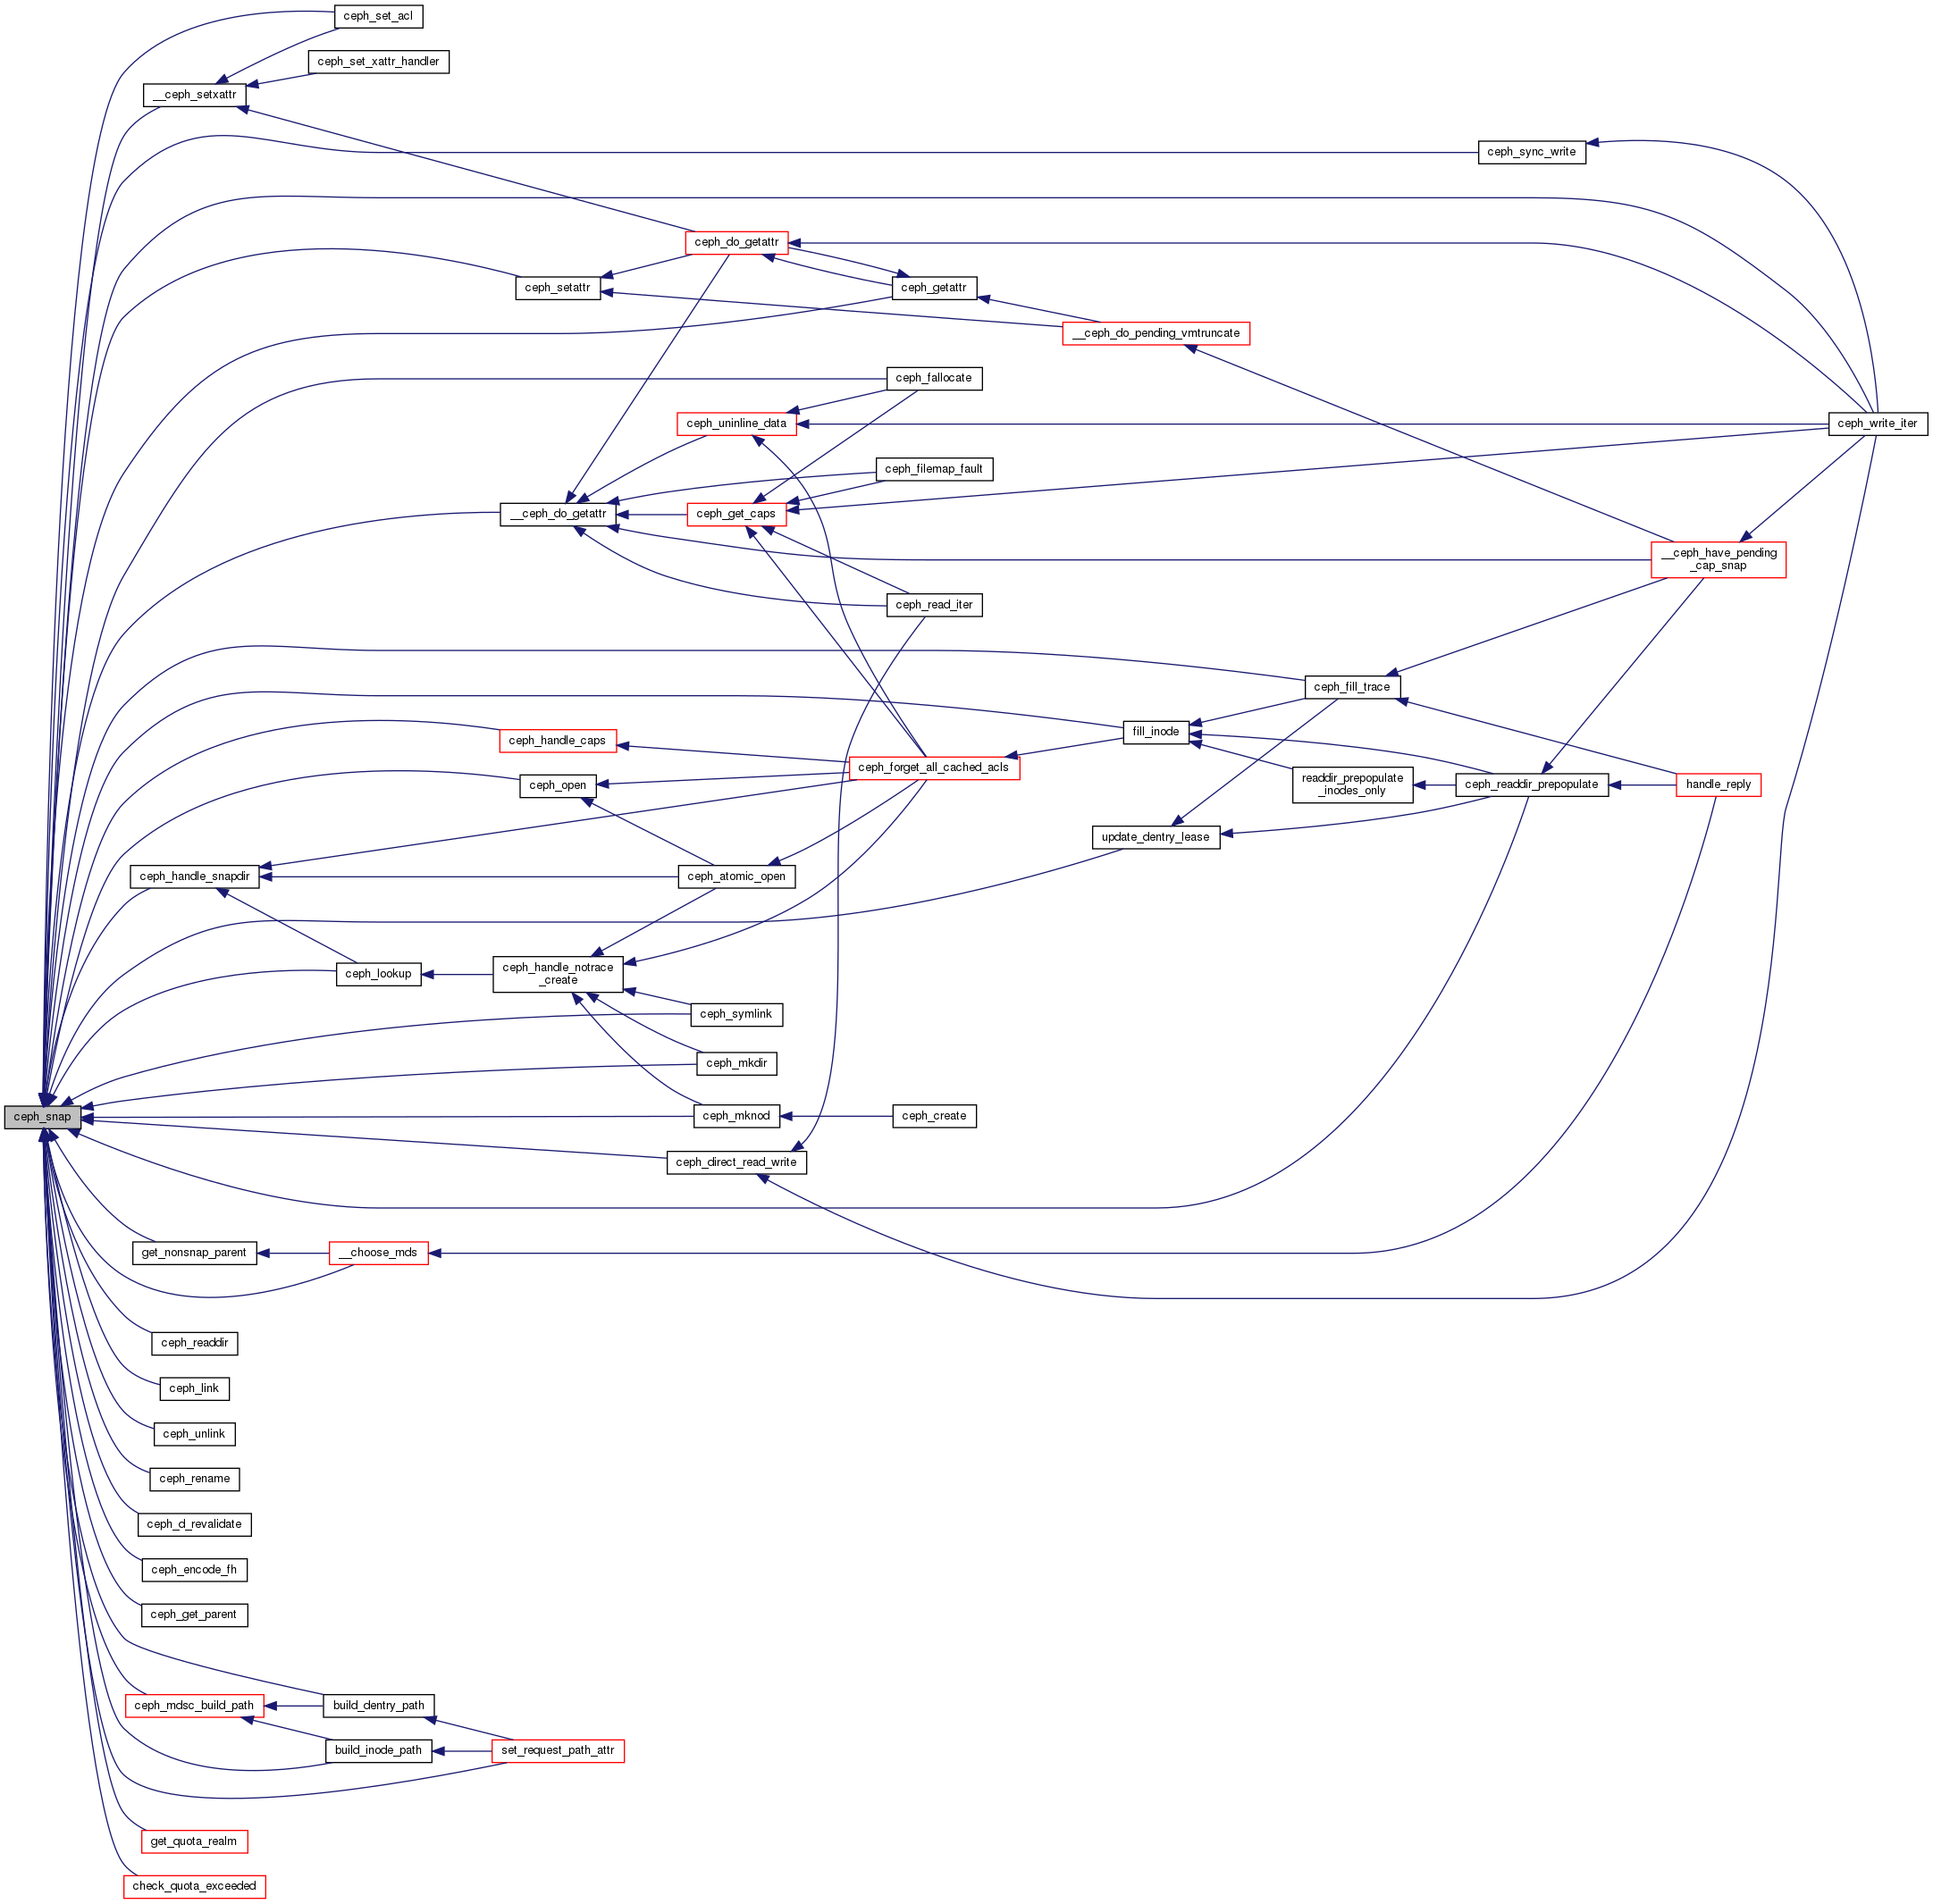 ceph_set_acl
ceph_set_xattr_handler
__ceph_setxattr
ceph_sync_write
ceph_do_getattr
ceph_setattr
ceph_getattr
__ceph_do_pending_vmtruncate
ceph_fallocate
ceph_uninline_data
ceph_write_iter
ceph_filemap_fault
__ceph_do_getattr
ceph_get_caps
__ceph_have_pending
_cap_snap
ceph_read_iter
ceph_fill_trace
fill_inode
ceph_handle_caps
ceph_forget_all_cached_acls
ceph_open
readdir_prepopulate
_inodes_only
ceph_readdir_prepopulate
handle_reply
update_dentry_lease
ceph_handle_snapdir
ceph_atomic_open
ceph_lookup
ceph_handle_notrace
_create
ceph_symlink
ceph_mkdir
ceph_snap
ceph_mknod
ceph_create
ceph_direct_read_write
get_nonsnap_parent
__choose_mds
ceph_readdir
ceph_link
ceph_unlink
ceph_rename
ceph_d_revalidate
ceph_encode_fh
ceph_get_parent
ceph_mdsc_build_path
build_dentry_path
build_inode_path
set_request_path_attr
get_quota_realm
check_quota_exceeded